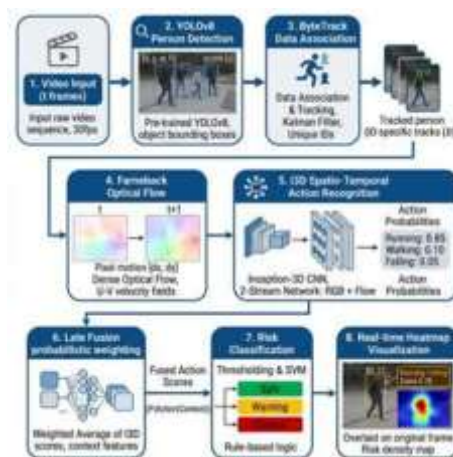 1. Video Input
(t frames)
Input raw video
sequence, 30fps
2. YOLOv8
Person Detection
Pre-trained YOLOv8,
object bounding boxes
3. ByteTrack
Data Association
Data Association
& Tracking,
Kalman Filter,
Unique IDs
Tracked person
specific tracks
4. Farneback
Optical Flow
t
t+1
Pixel motion
Dense Optical Flow,
U-V velocity fields
5. I3D Spatio-Temporal
Action Recognition
Inception-3D CNN,
2-Stream Network: RGB + Flow
Action
Probabilities
Running: 0.85
Walking: 0.10
Falling: 0.05
Action
Probabilities
6. Late Fusion
probabilistic weighting
Weighted Average of I3D
scores, context features
Fused Action
Scores
7. Risk
Classification
Thresholding & SVM
Safe
Warning
Rule-based logic
8. Real-time Heatmap
Visualization
Overlaid on original frame
Risk density map